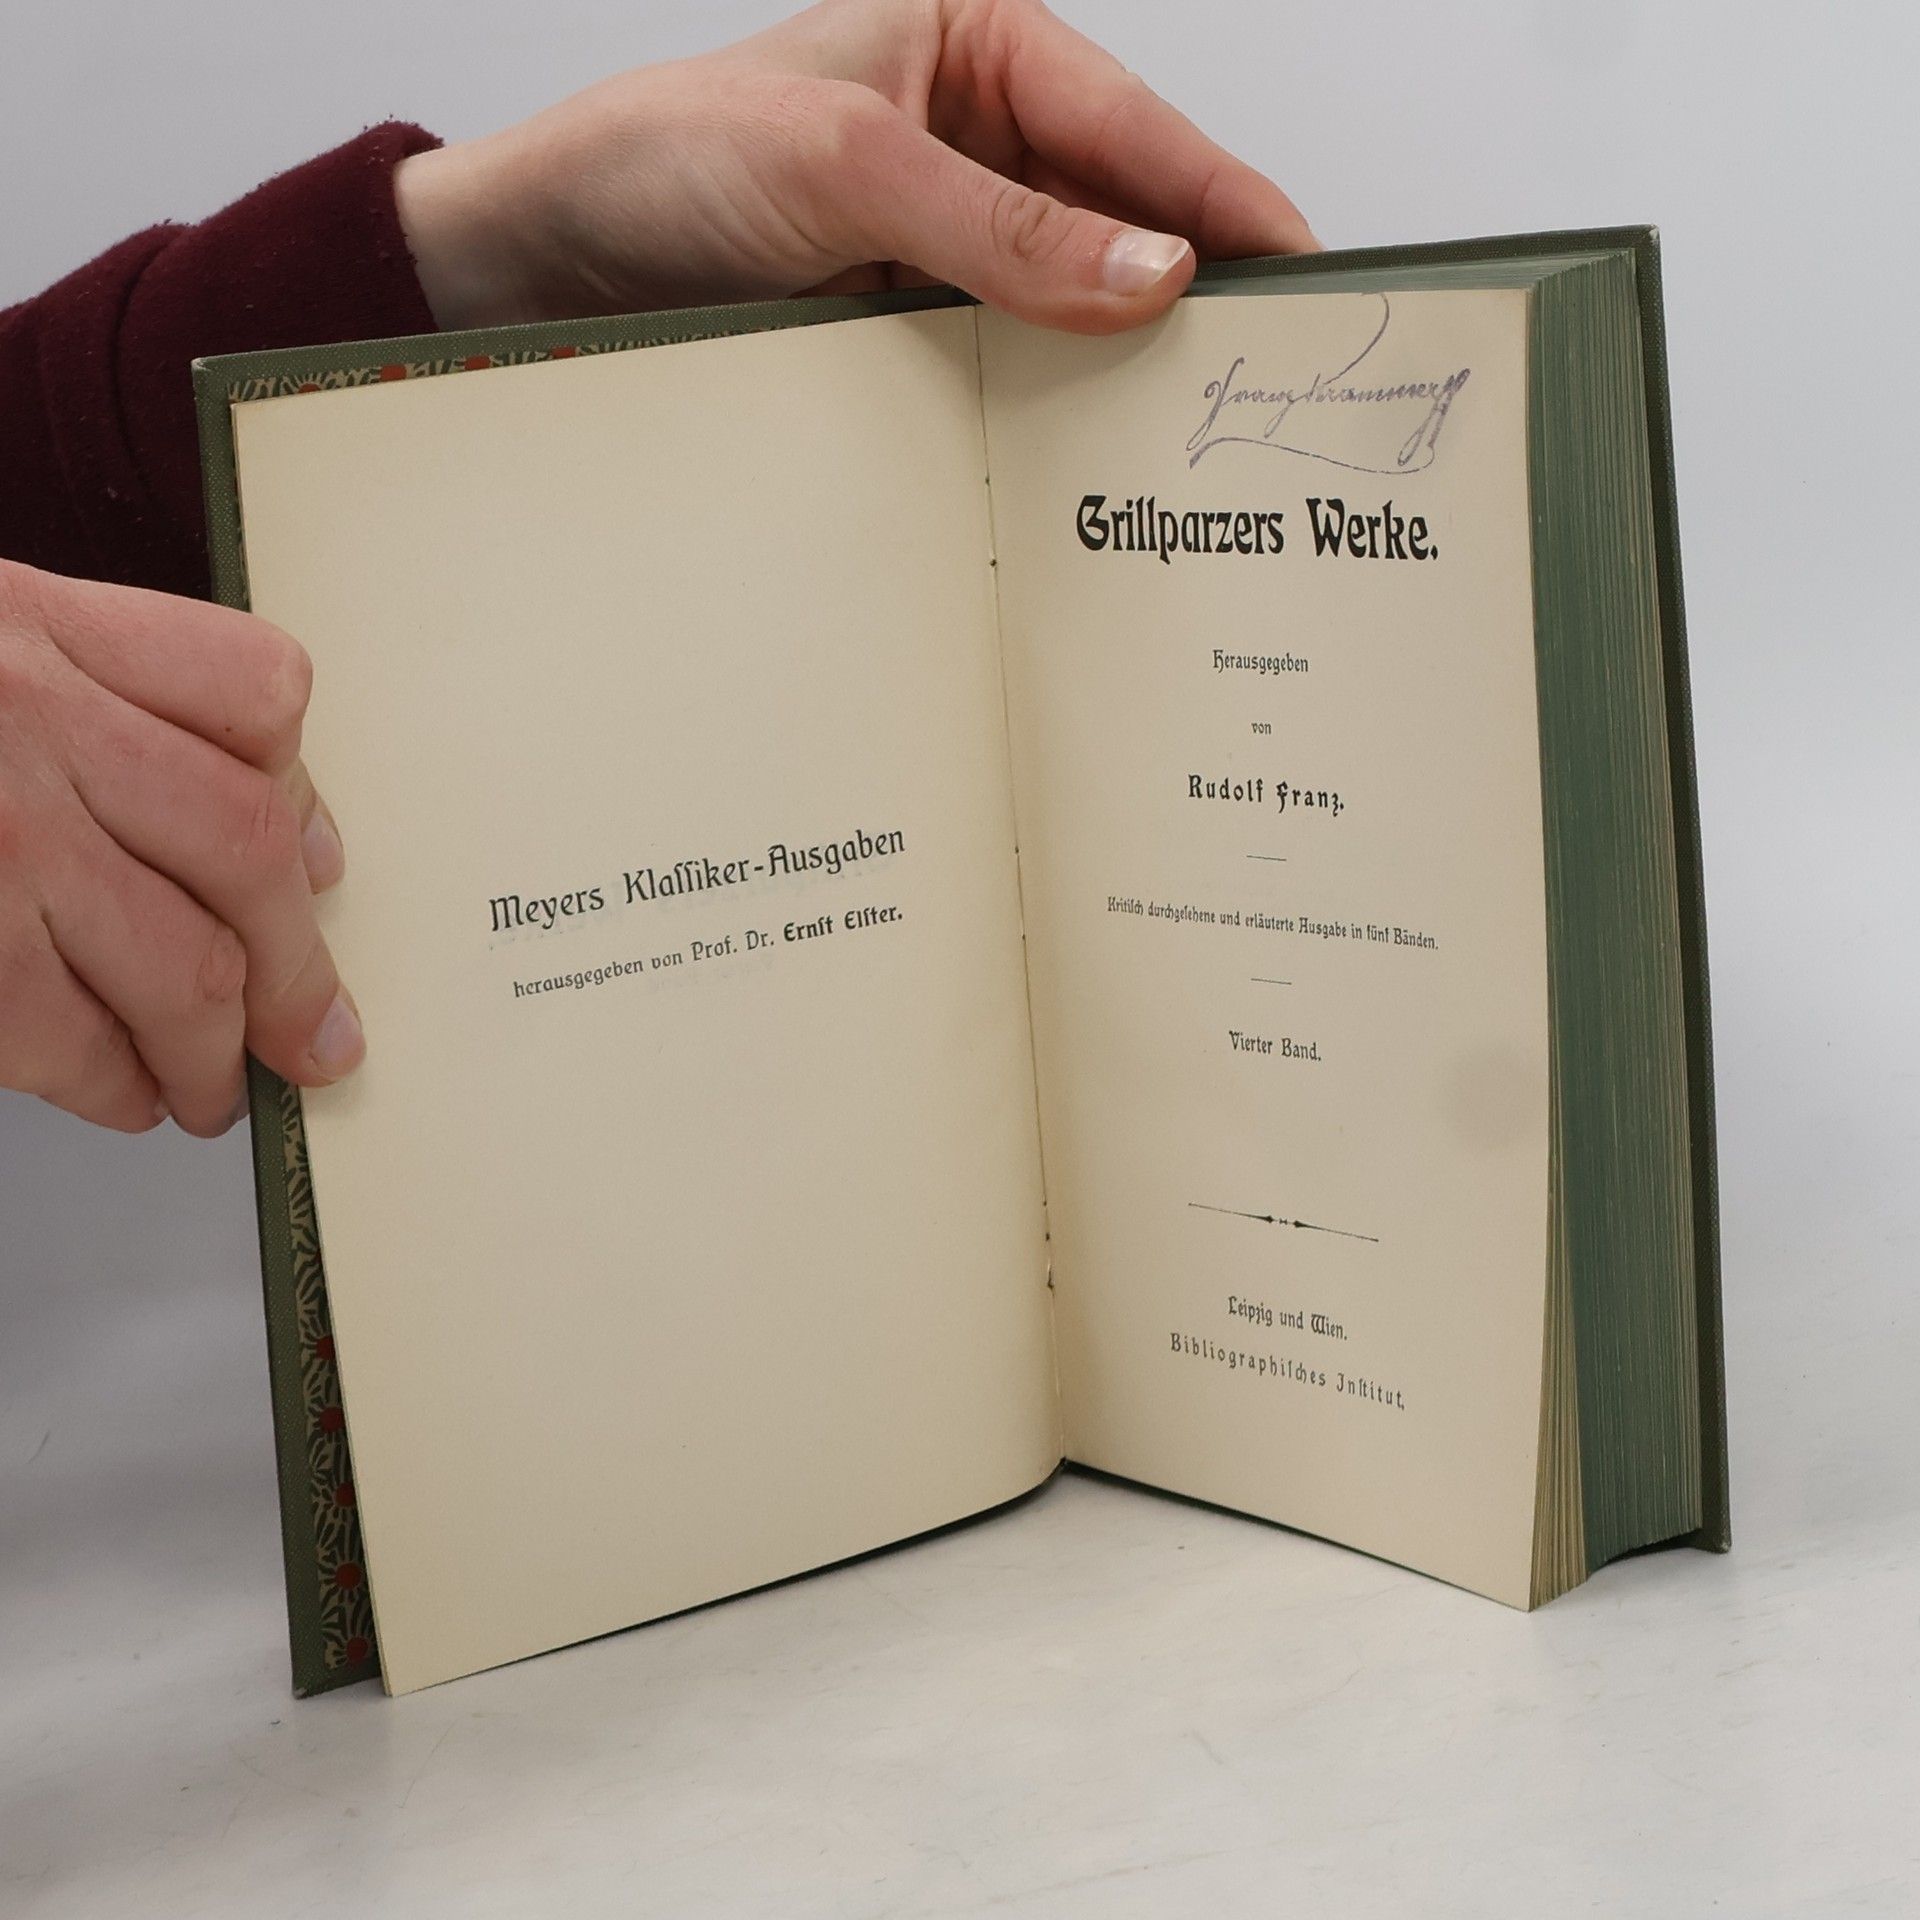 Meyers Klaſſiker-Ausgaben
herausgegeben von Prof. Dr. Ernſt Elſter.
Franz
Grillparzers Werke.
Herausgegeben
von
Rudolf Franz.
Kritiſch durchgeſehene und erläuterte Ausgabe in fünf Bänden.
Vierter Band.
Leipzig und Wien.
Bibliographiſches Inſtitut.